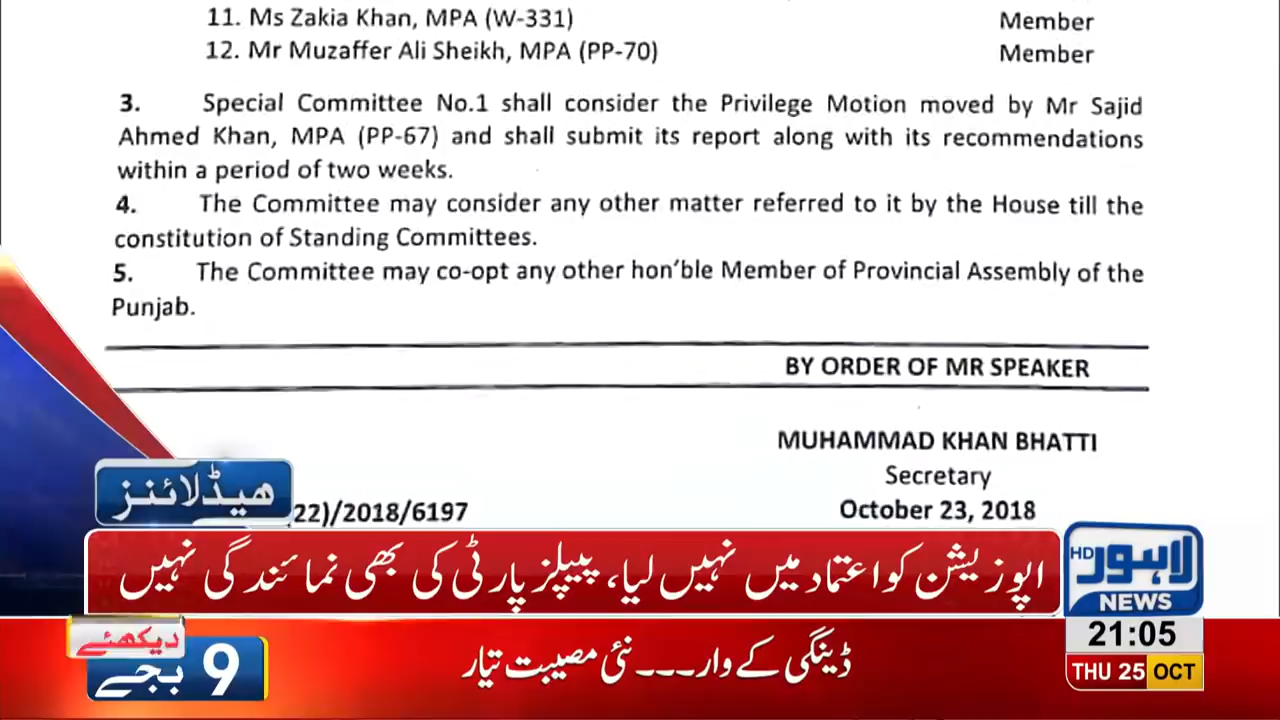 11. Ms Zakia Khan, MPA (W-331) Member
12. Mr Muzaffer Ali Sheikh, MPA (PP-70) Member
3. Special Committee No.1 shall consider the Privilege Motion moved by Mr Sajid
Ahmed Khan, MPA (PP-67) and shall submit its report along with its recommendations
within a period of two weeks.
4. The Committee may consider any other matter referred to it by the House till the
constitution of Standing Committees.
5. The Committee may co-opt any other hon'ble Member of Provincial Assembly of the
Punjab.
BY ORDER OF MR SPEAKER
MUHAMMAD KHAN BHATTI
Secretary
22)/2018/6197 October 23, 2018
ھیڈلائنز
اپوزیشن کو اعتماد میں نہیں لیا، پیپلز پارٹی کی بھی نمائندگی نہیں
لاہور HD
NEWS
21:05
THU 25 OCT
دیکھئے
9 بجے
ڈینگی کے وار۔۔۔نئی مصیبت تیار